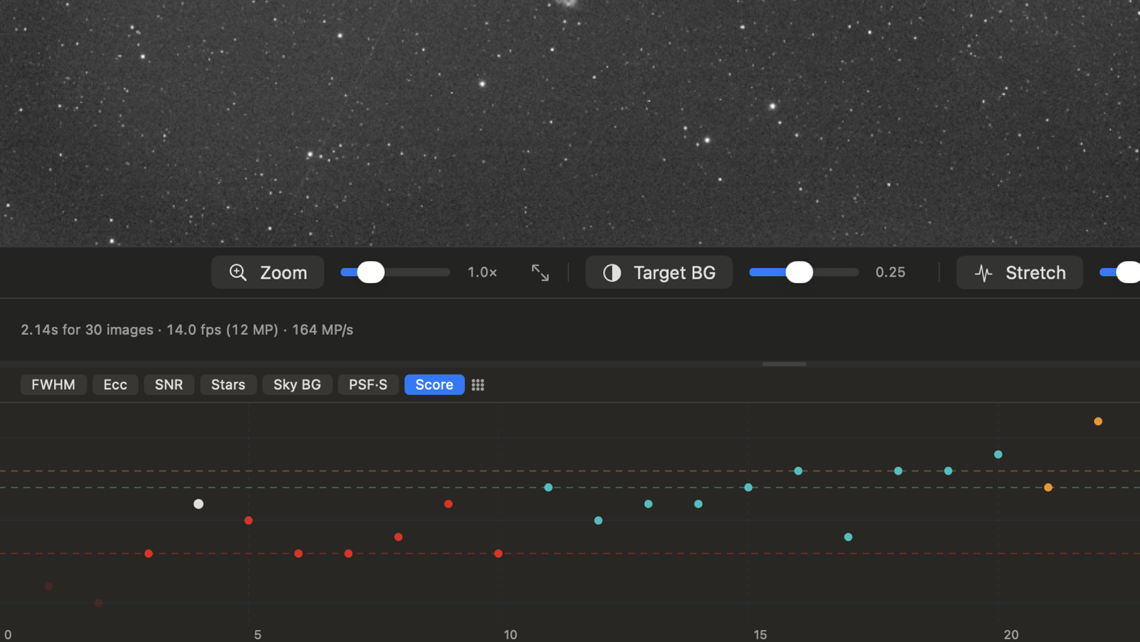 Zoom 1.0× Target BG 0.25 Stretch
2.14s for 30 images · 14.0 fps (12 MP) · 164 MP/s
FWHM Ecc SNR Stars Sky BG PSF·S Score
0 5 10 15 20